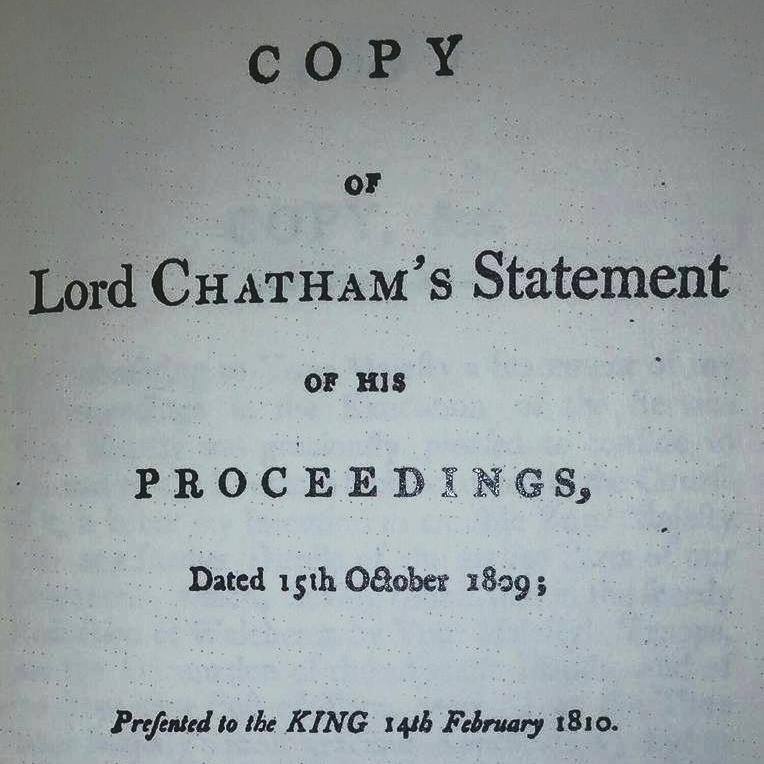 COPY
OF
Lord CHATHAM's Statement
OF HIS
PROCEEDINGS,
Dated 15th October 1809;
Preſented to the KING 14th February 1810.